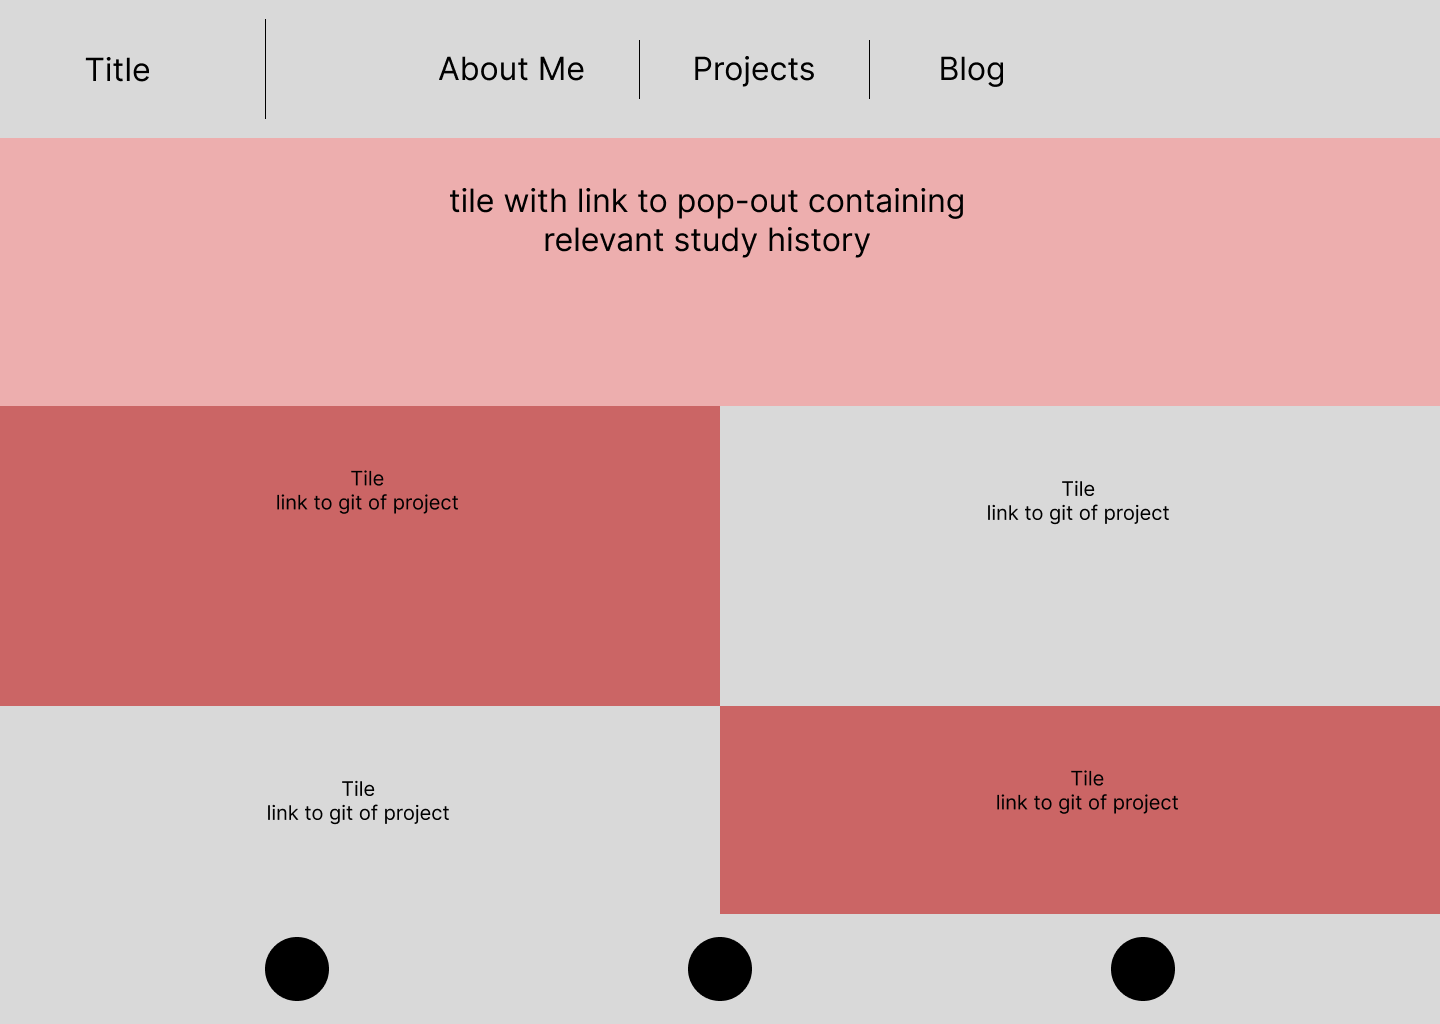 Title
About Me
Projects
Blog
tile with link to pop-out containing
relevant study history
Tile
link to git of project
Tile
link to git of project
Tile
link to git of project
Tile
link to git of project